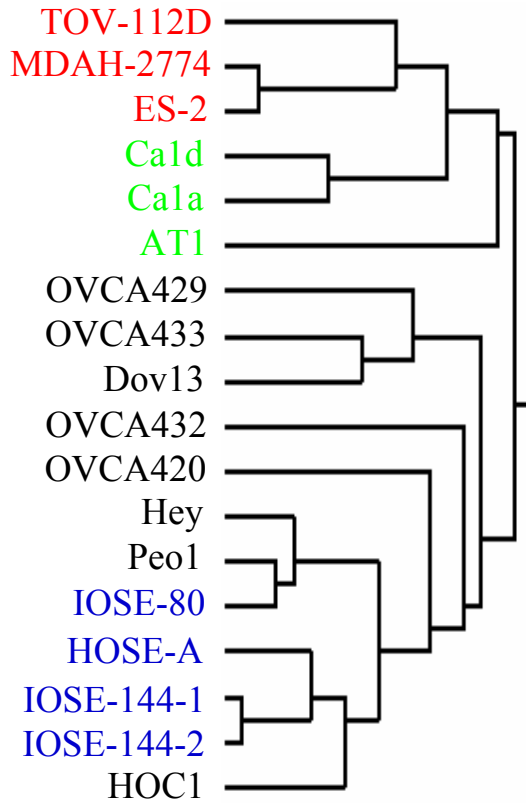 TOV-112D
MDAH-2774
ES-2
Ca1d
Ca1a
AT1
OVCA429
OVCA433
Dov13
OVCA432
OVCA420
Hey
Peo1
IOSE-80
HOSE-A
IOSE-144-1
IOSE-144-2
HOC1